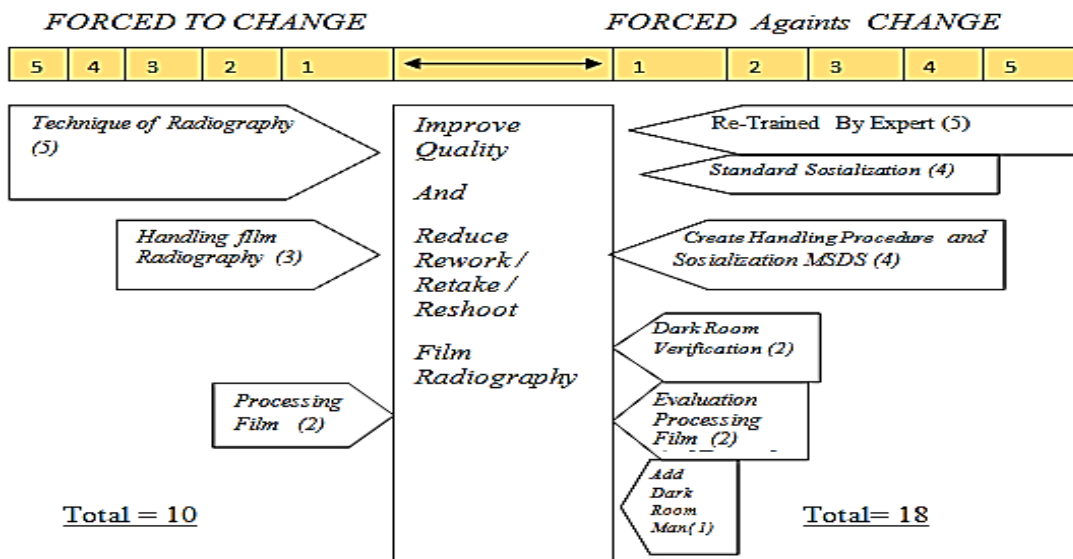 FORCED TO CHANGE
FORCED Againts CHANGE
5 4 3 2 1
1 2 3 4 5
Technique of Radiography
(5)
Handling film
Radiography (3)
Processing
Film (2)
Total = 10
Improve
Quality
And
Reduce
Rework /
Retake /
Reshoot
Film
Radiography
Re-Trained By Expert (5)
Standard Sosialization (4)
Create Handling Procedure and
Sosialization MSDS (4)
Dark Room
Verification (2)
Evaluation
Processing
Film (2)
Add
Dark
Room
Man(1)
Total= 18